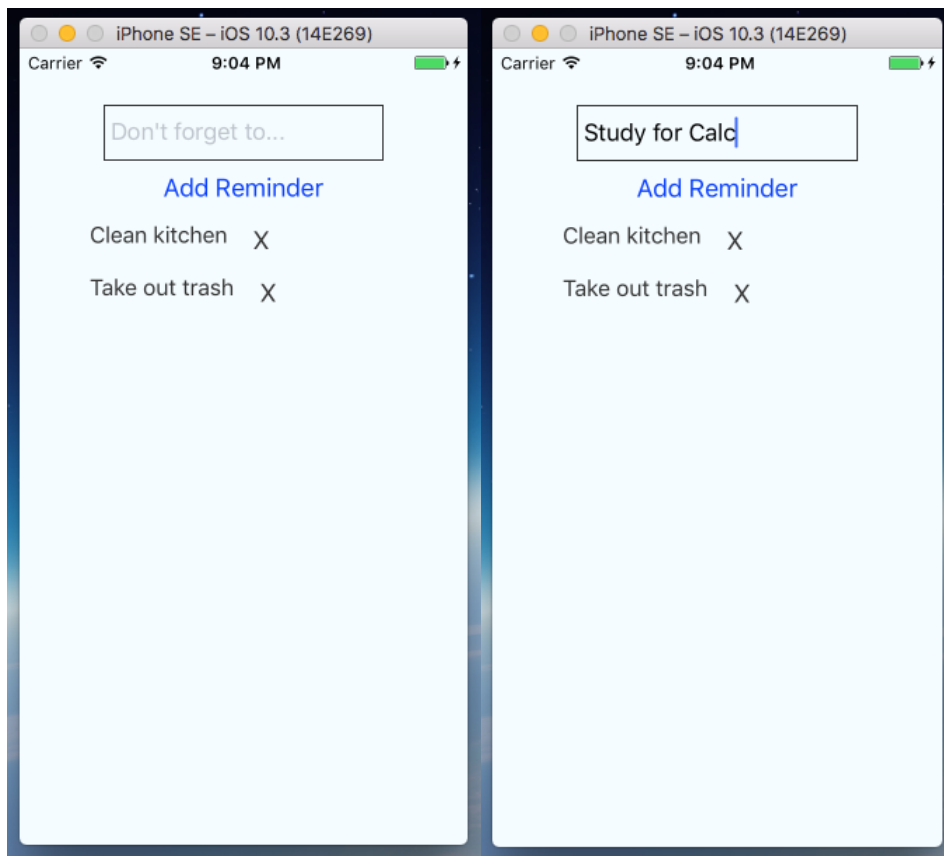 iPhone SE – iOS 10.3 (14E269)
Carrier 9:04 PM
Don't forget to...
Add Reminder
Clean kitchen X
Take out trash X
iPhone SE – iOS 10.3 (14E269)
Carrier 9:04 PM
Study for Calc
Add Reminder
Clean kitchen X
Take out trash X